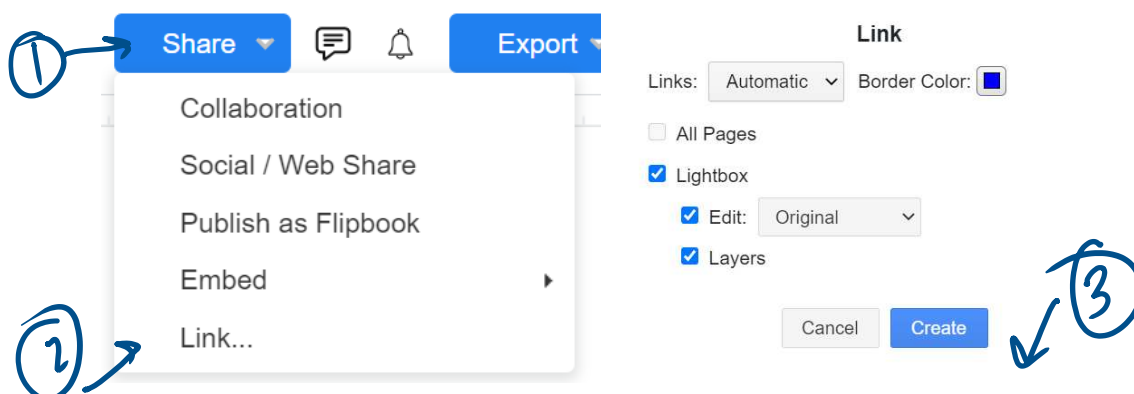 1
Share
Export
Collaboration
Social / Web Share
Publish as Flipbook
Embed
Link...
2
Link
Links: Automatic Border Color:
All Pages
Lightbox
Edit: Original
Layers
Cancel Create
3